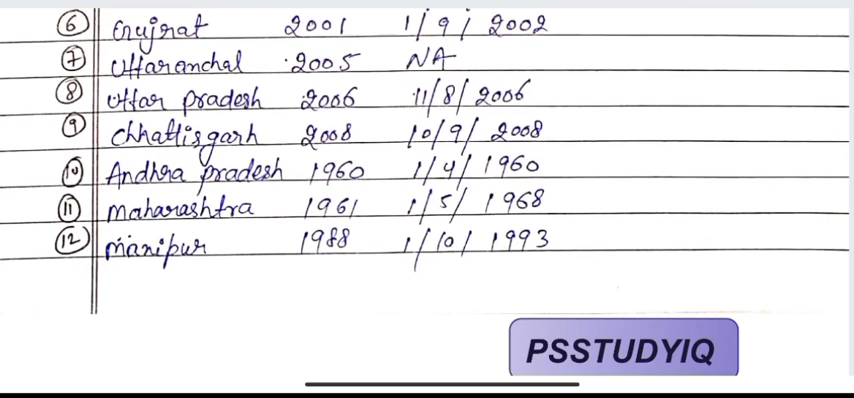 6 Gujrat 2001 1/9/2002
7 Uttaranchal 2005 NA
8 Uttar pradesh 2006 11/8/2006
9 Chhattisgarh 2008 10/9/2008
10 Andhra pradesh 1960 1/4/1960
11 Maharashtra 1961 1/5/1968
12 Manipur 1988 1/10/1993
PSSTUDYIQ